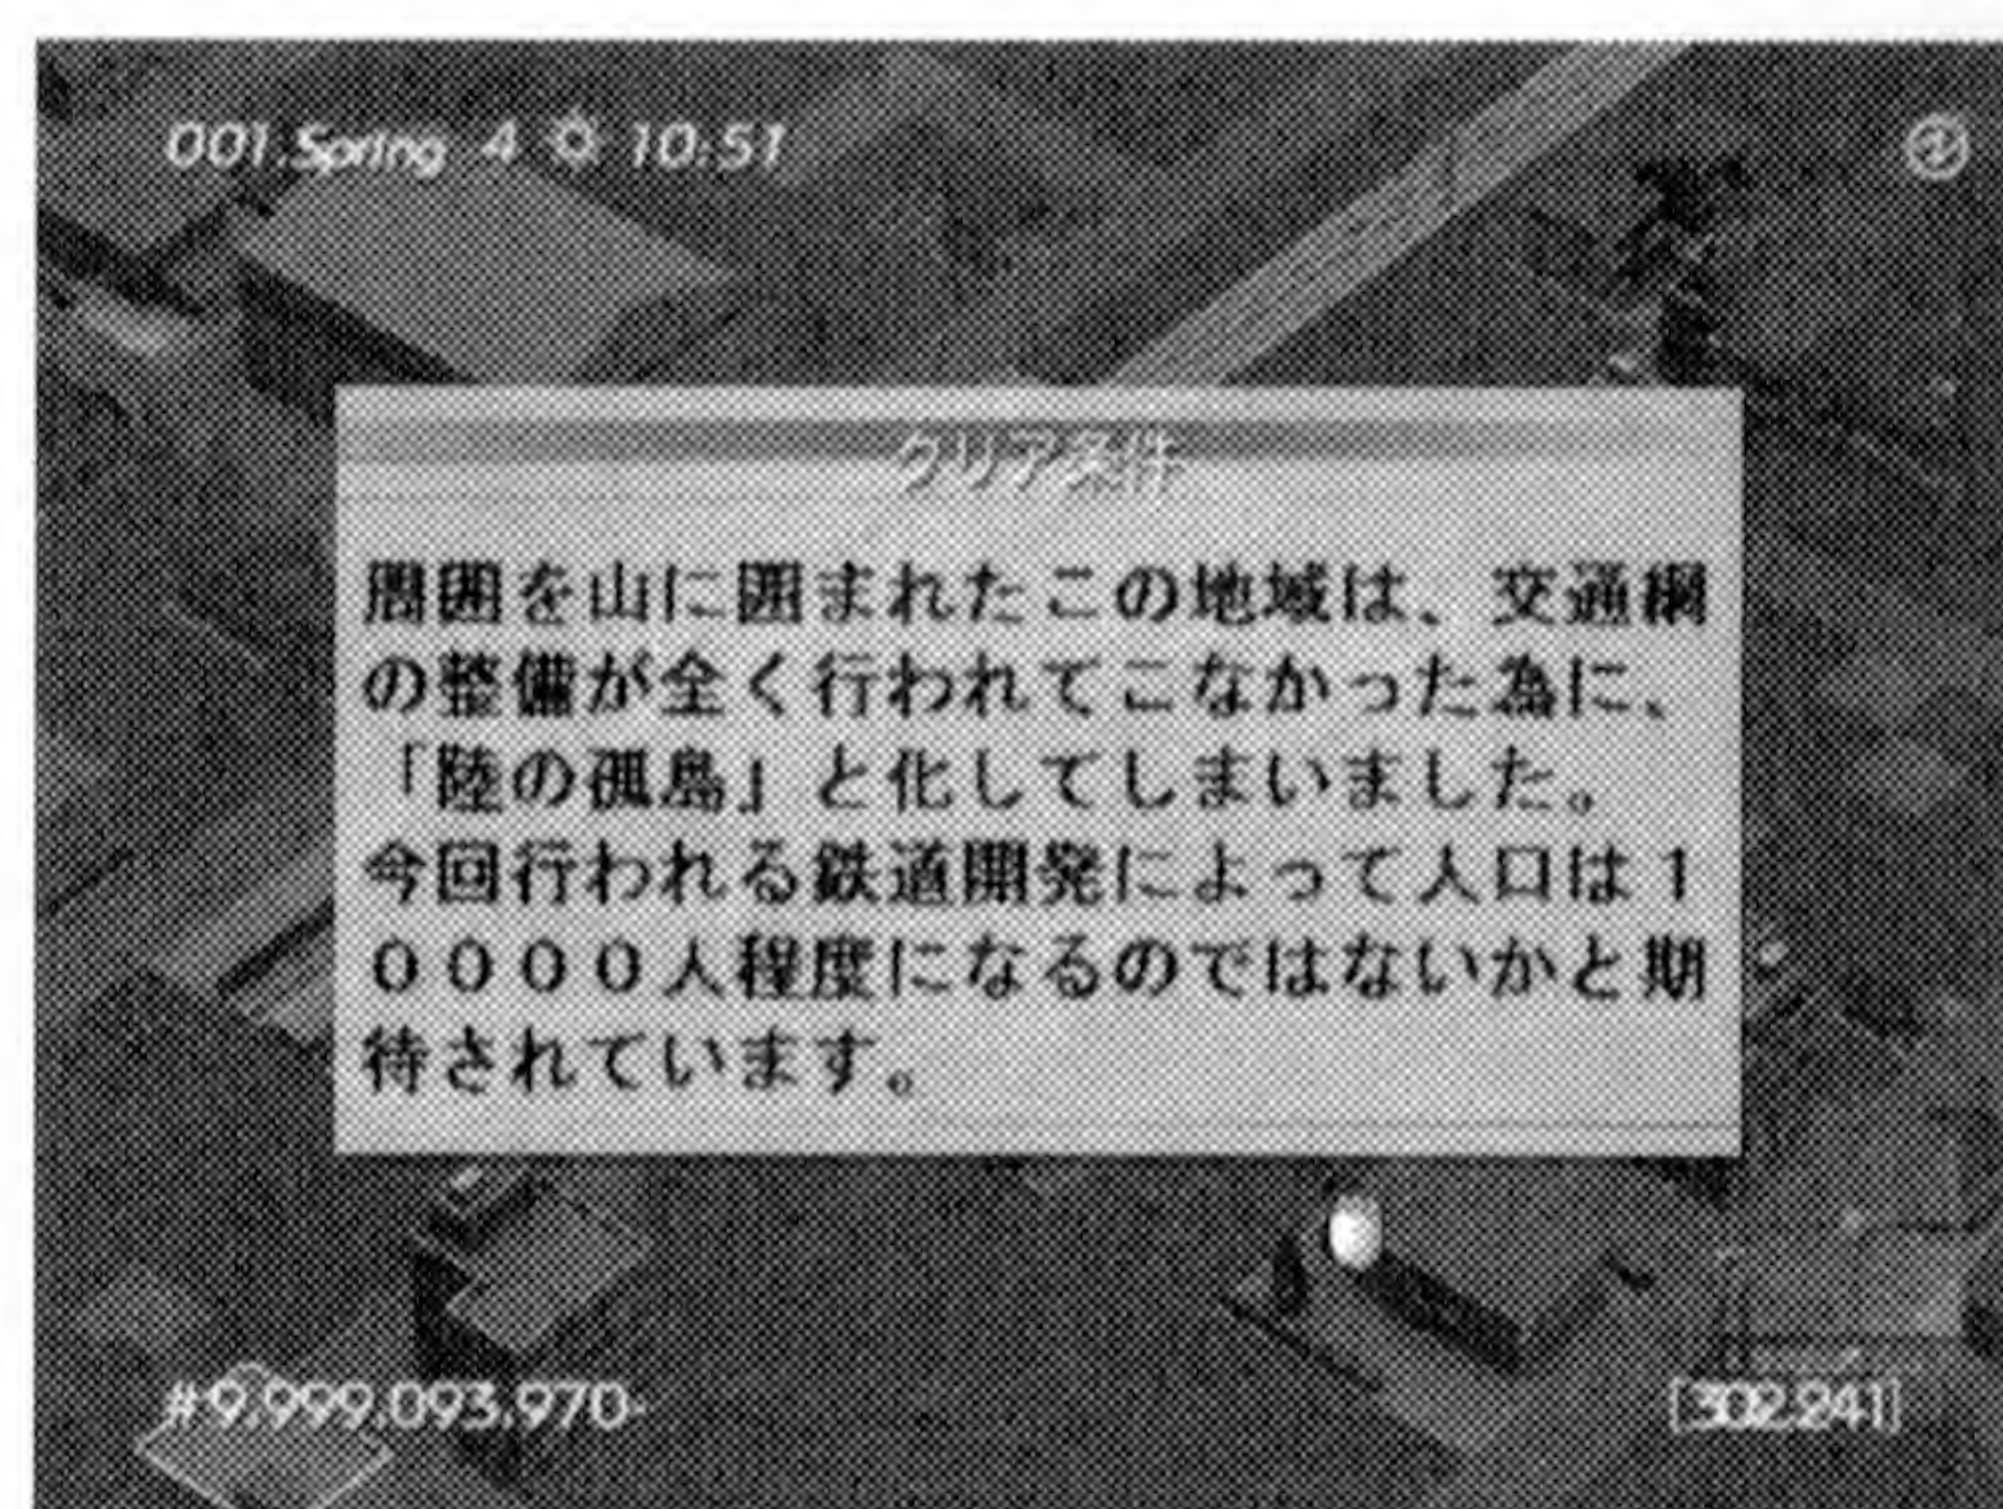 001.Spring 4 10:51
クリア条件
周囲を山に囲まれたこの地域は、交通網
の整備が全く行われてこなかった為に、
「陸の孤島」と化してしまいました。
今回行われる鉄道開発によって人口は1
0000人程度になるのではないかと期
待されています。
#9,999,093,970-
[302.241]